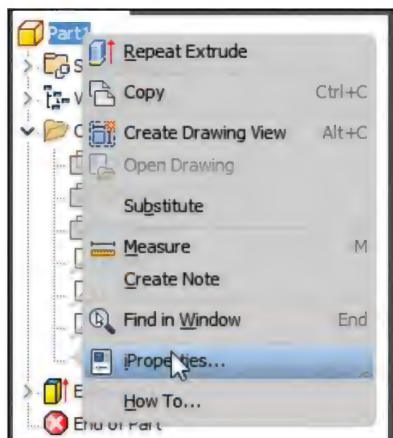 Part1
Repeat Extrude
Copy Ctrl+C
Create Drawing View Alt+C
Open Drawing
Substitute
Measure M
Create Note
Find in Window End
iProperties...
How To...
End of Part